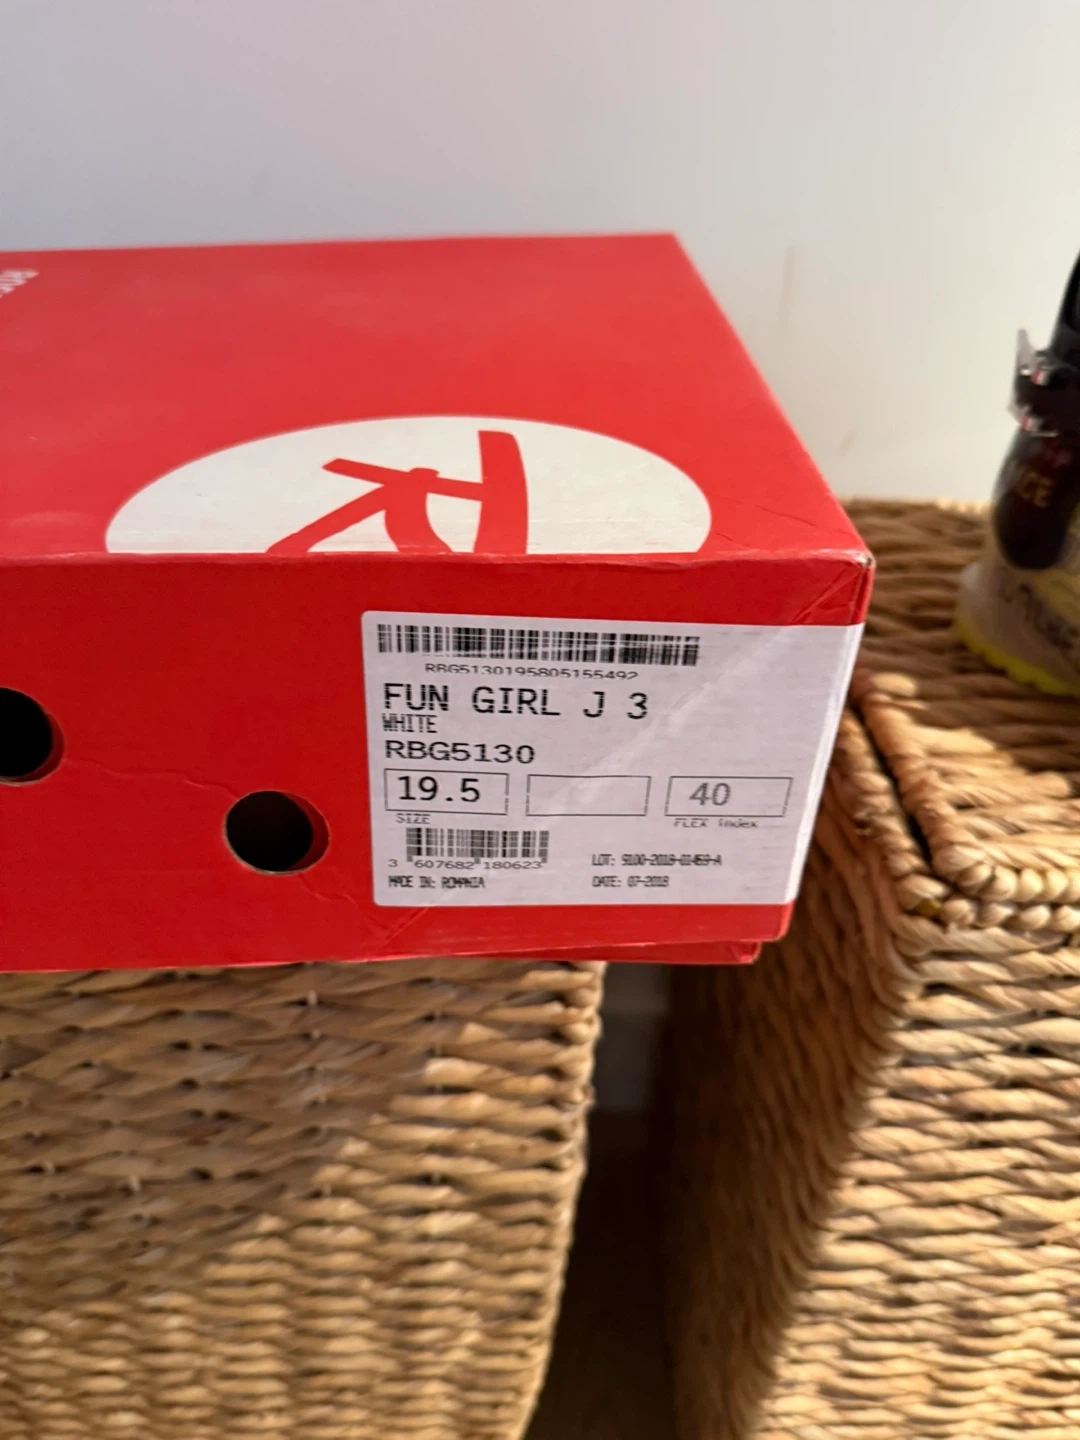 R
RBG5130195805155492
FUN GIRL J 3
WHITE
RBG5130
19.5 40
SIZE FLEX Index
3 607682 180623
LOT: 9100-2018-01469-A
MADE IN: ROMANIA DATE: 07-2018